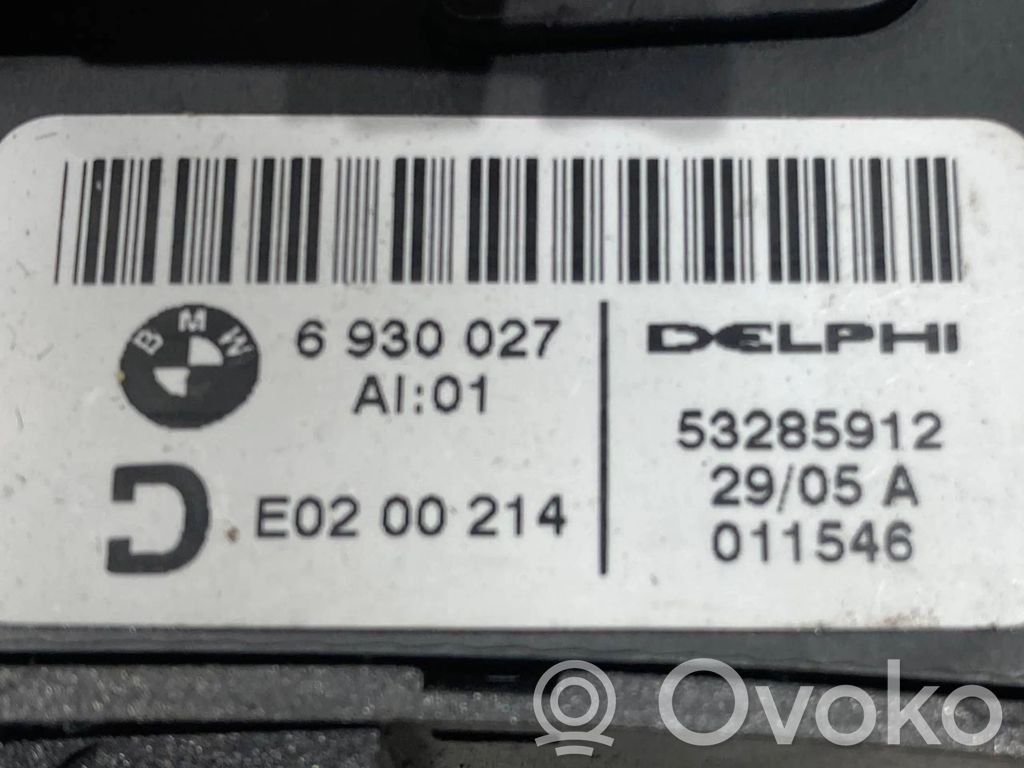 BMW
6 930 027
AI:01
E02 00 214
DELPHI
53285912
29/05 A
011546
Ovoko